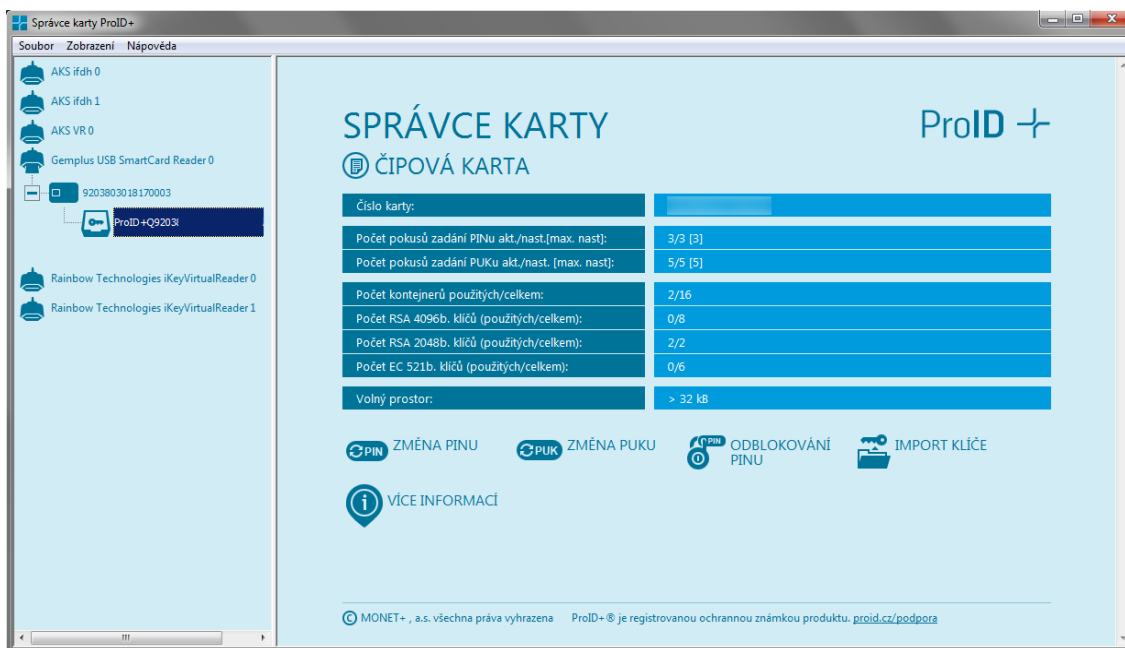 Správce karty ProID+
Soubor Zobrazení Nápověda
AKS ifdh 0
AKS ifdh 1
AKS VR 0
Gemplus USB SmartCard Reader 0
9203803018170003
ProID+Q9203
Rainbow Technologies iKeyVirtualReader 0
Rainbow Technologies iKeyVirtualReader 1
SPRÁVCE KARTY
ProID+
ČIPOVÁ KARTA
Číslo karty:
Počet pokusů zadání PINu akt./nast.[max. nast]: 3/3 [3]
Počet pokusů zadání PUKu akt./nast. [max. nast]: 5/5 [5]
Počet kontejnerů použitých/celkem: 2/16
Počet RSA 4096b. klíčů (použitých/celkem): 0/8
Počet RSA 2048b. klíčů (použitých/celkem): 2/2
Počet EC 521b. klíčů (použitých/celkem): 0/6
Volný prostor: > 32 kB
PIN ZMĚNA PINU
PUK ZMĚNA PUKU
PIN ODBLOKOVÁNÍ
PINU
IMPORT KLÍČE
VÍCE INFORMACÍ
© MONET+ , a.s. všechna práva vyhrazena ProID+ ® je registrovanou ochrannou známkou produktu. proid.cz/podpora